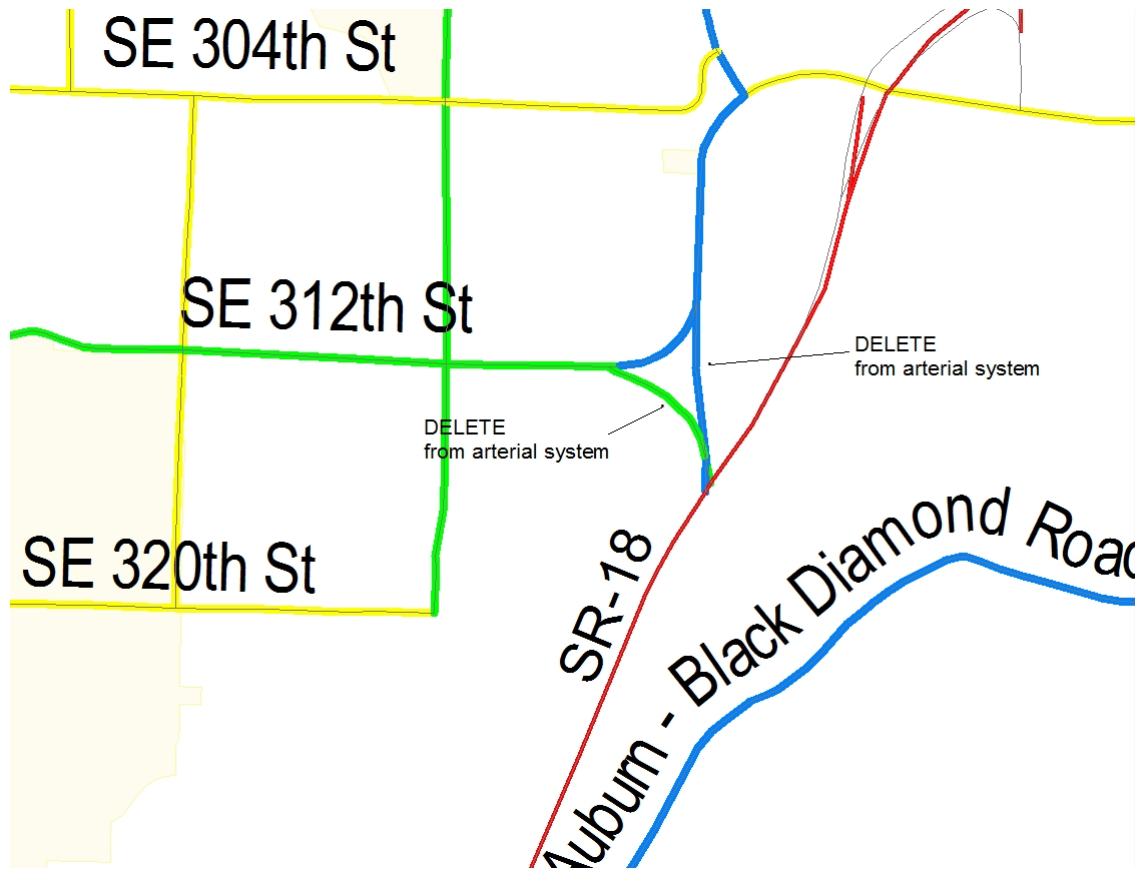 SE 304th St
SE 312th St
DELETE
from arterial system
DELETE
from arterial system
SE 320th St
SR-18
Auburn - Black Diamond Road